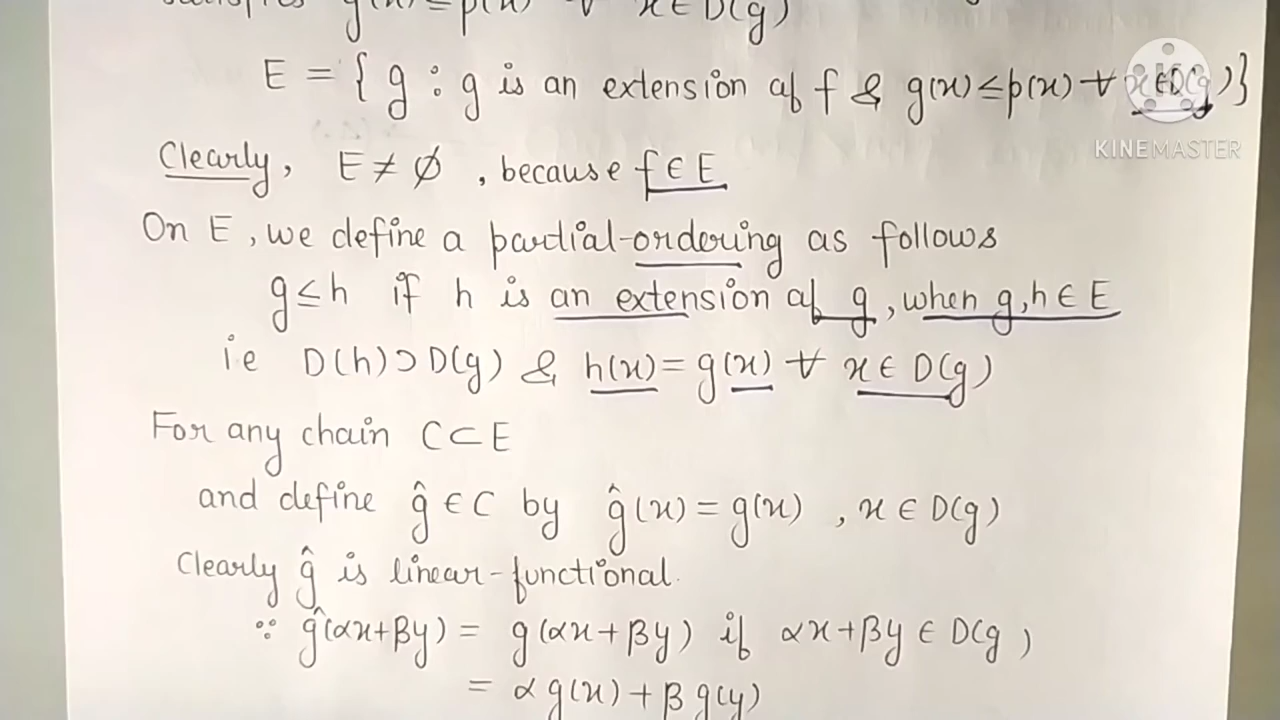 g(x) ≤ p(x) ∀ x ∈ D(g)
E = { g : g is an extension of f & g(x) ≤ p(x) ∀ x ∈ D(g) }
KINEMASTER
Clearly, E ≠ ∅ , because f ∈ E
On E, we define a partial-ordering as follows
g ≤ h if h is an extension of g, when g, h ∈ E
i.e D(h) ⊃ D(g) & h(x) = g(x) ∀ x ∈ D(g)
For any chain C ⊂ E
and define ĝ ∈ C by ĝ(x) = g(x) , x ∈ D(g)
Clearly ĝ is linear-functional.
∵ ĝ(αx+βy) = g(αx+βy) if αx+βy ∈ D(g)
= α g(x) + β g(y)